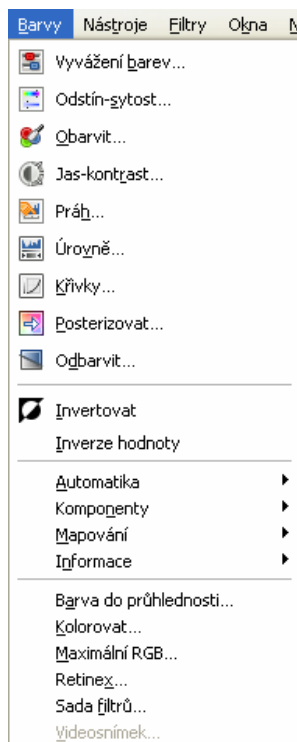 Barvy Nástroje Filtry Okna N
Vyvážení barev...
Odstín-sytost...
Obarvit...
Jas-kontrast...
Práh...
Úrovně...
Křivky...
Posterizovat...
Odbarvit...
Invertovat
Inverze hodnoty
Automatika
Komponenty
Mapování
Informace
Barva do průhlednosti...
Kolorovat...
Maximální RGB...
Retinex...
Sada filtrů...
Videosnímek...